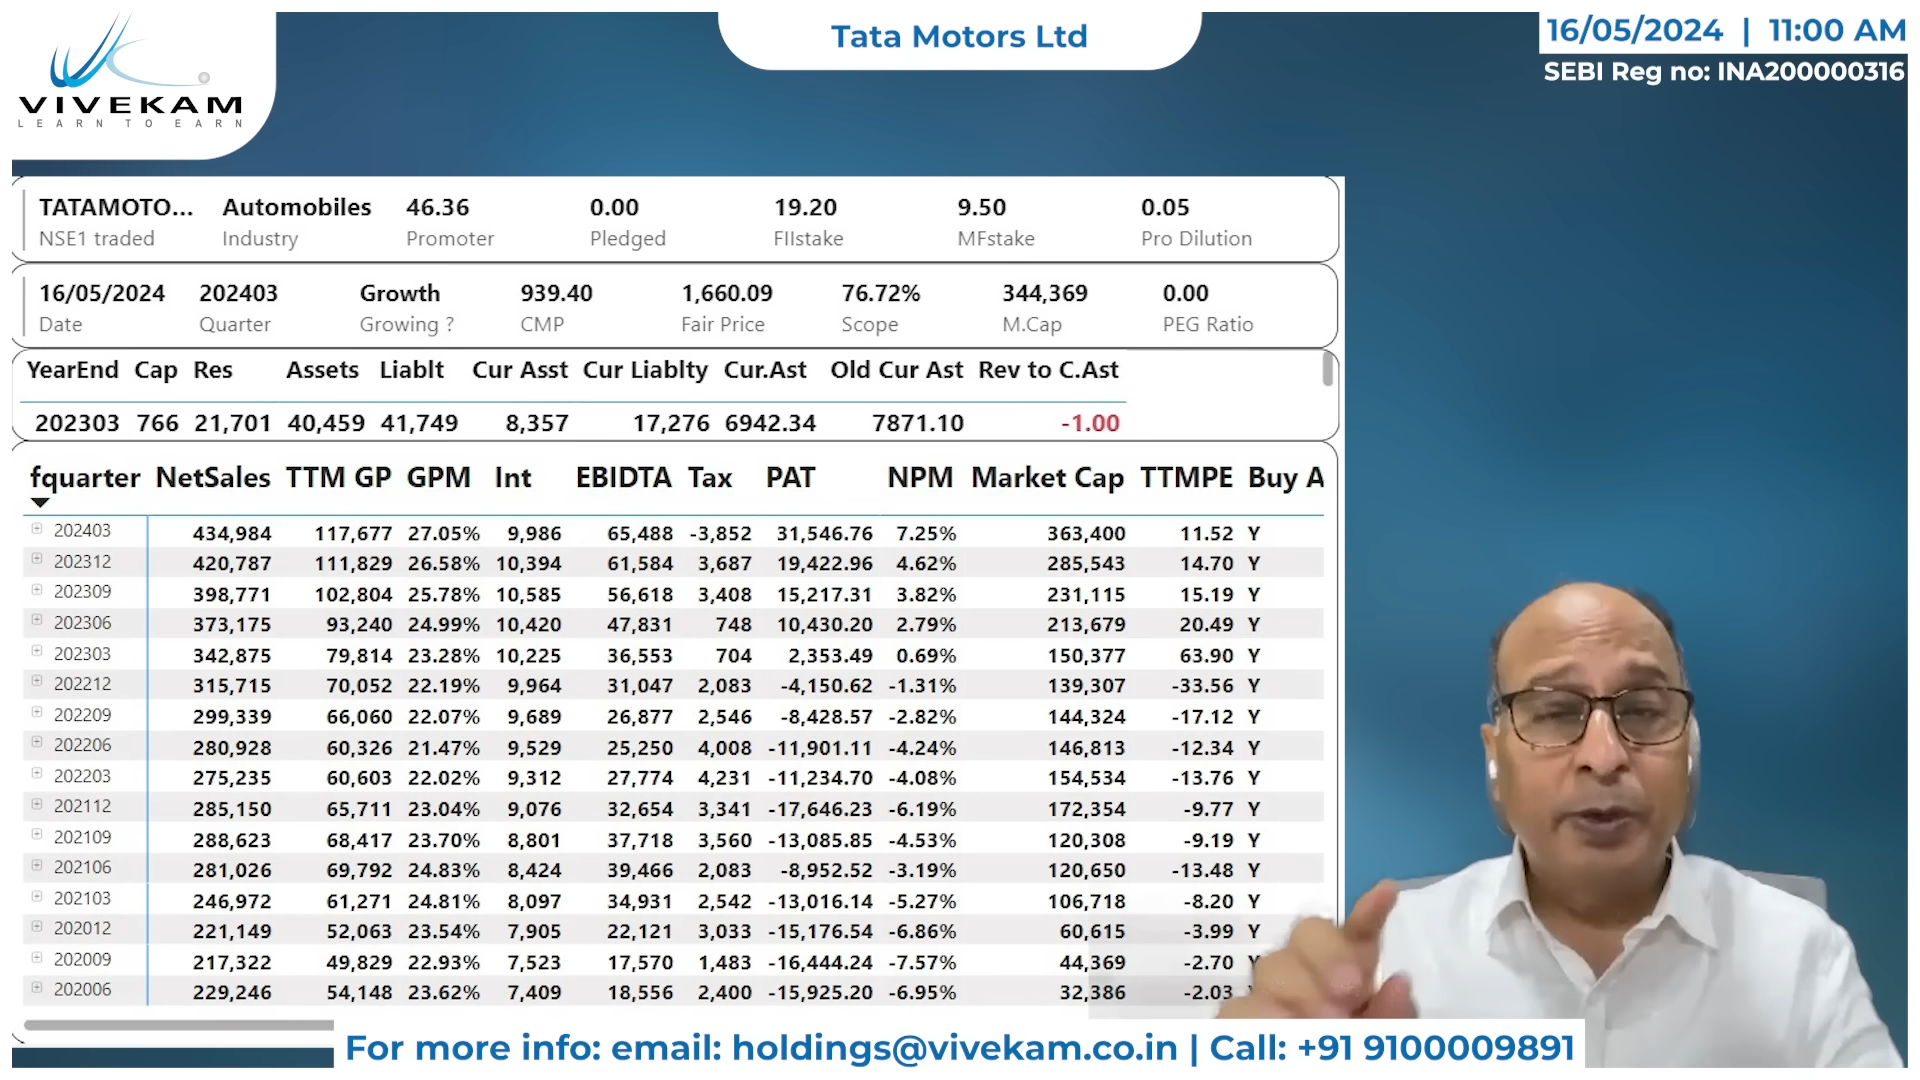 VIVEKAM
LEARN TO EARN
Tata Motors Ltd
16/05/2024 | 11:00 AM
SEBI Reg no: INA200000316
TATAMOTO... Automobiles 46.36 0.00 19.20 9.50 0.05
NSE1 traded Industry Promoter Pledged FIIstake MFstake Pro Dilution
16/05/2024 202403 Growth 939.40 1,660.09 76.72% 344,369 0.00
Date Quarter Growing ? CMP Fair Price Scope M.Cap PEG Ratio
YearEnd Cap Res Assets Liablt Cur Asst Cur Liablty Cur.Ast Old Cur Ast Rev to C.Ast
202303 766 21,701 40,459 41,749 8,357 17,276 6942.34 7871.10 -1.00
fquarter NetSales TTM GP GPM Int EBIDTA Tax PAT NPM Market Cap TTMPE Buy A
202403 434,984 117,677 27.05% 9,986 65,488 -3,852 31,546.76 7.25% 363,400 11.52 Y
202312 420,787 111,829 26.58% 10,394 61,584 3,687 19,422.96 4.62% 285,543 14.70 Y
202309 398,771 102,804 25.78% 10,585 56,618 3,408 15,217.31 3.82% 231,115 15.19 Y
202306 373,175 93,240 24.99% 10,420 47,831 748 10,430.20 2.79% 213,679 20.49 Y
202303 342,875 79,814 23.28% 10,225 36,553 704 2,353.49 0.69% 150,377 63.90 Y
202212 315,715 70,052 22.19% 9,964 31,047 2,083 -4,150.62 -1.31% 139,307 -33.56 Y
202209 299,339 66,060 22.07% 9,689 26,877 2,546 -8,428.57 -2.82% 144,324 -17.12 Y
202206 280,928 60,326 21.47% 9,529 25,250 4,008 -11,901.11 -4.24% 146,813 -12.34 Y
202203 275,235 60,603 22.02% 9,312 27,774 4,231 -11,234.70 -4.08% 154,534 -13.76 Y
202112 285,150 65,711 23.04% 9,076 32,654 3,341 -17,646.23 -6.19% 172,354 -9.77 Y
202109 288,623 68,417 23.70% 8,801 37,718 3,560 -13,085.85 -4.53% 120,308 -9.19 Y
202106 281,026 69,792 24.83% 8,424 39,466 2,083 -8,952.52 -3.19% 120,650 -13.48 Y
202103 246,972 61,271 24.81% 8,097 34,931 2,542 -13,016.14 -5.27% 106,718 -8.20 Y
202012 221,149 52,063 23.54% 7,905 22,121 3,033 -15,176.54 -6.86% 60,615 -3.99 Y
202009 217,322 49,829 22.93% 7,523 17,570 1,483 -16,444.24 -7.57% 44,369 -2.70 Y
202006 229,246 54,148 23.62% 7,409 18,556 2,400 -15,925.20 -6.95% 32,386 -2.03
For more info: email: holdings@vivekam.co.in | Call: +91 9100009891